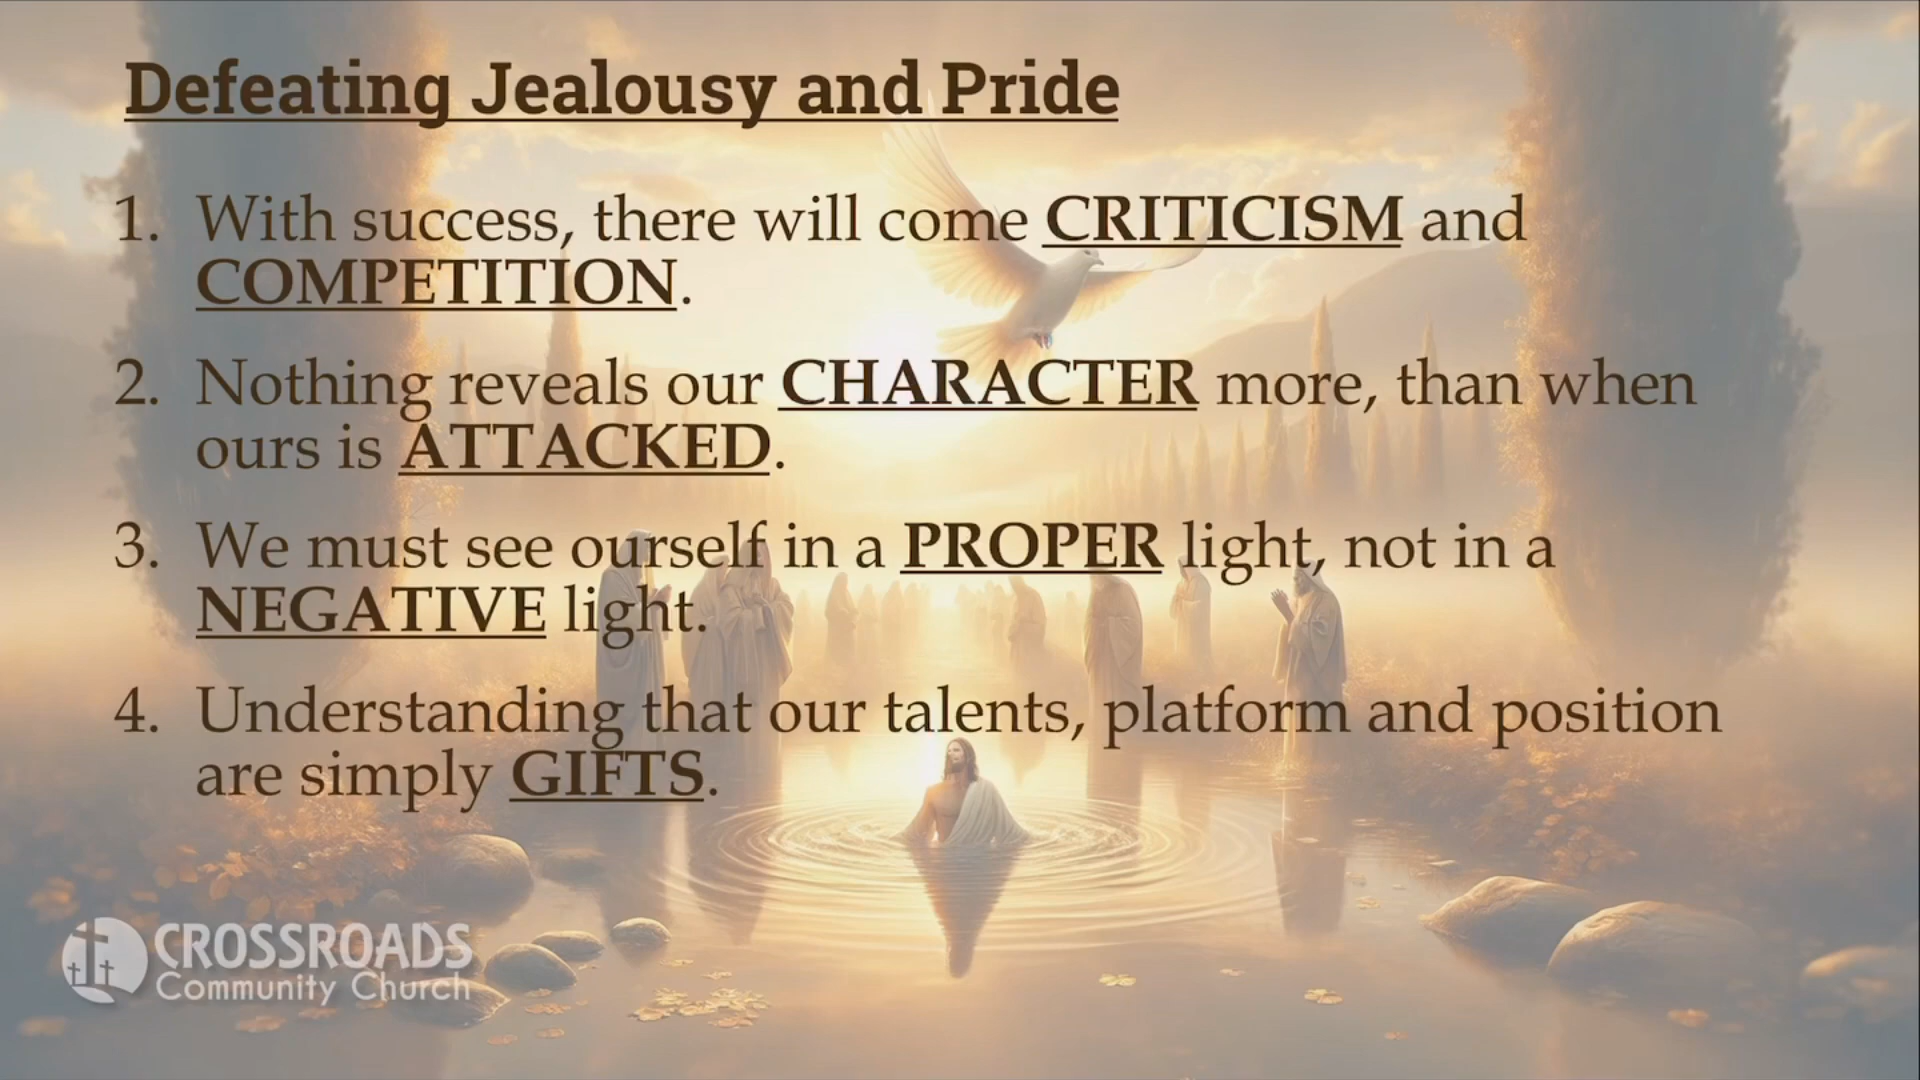 Defeating Jealousy and Pride
1. With success, there will come CRITICISM and
COMPETITION.
2. Nothing reveals our CHARACTER more, than when
ours is ATTACKED.
3. We must see ourself in a PROPER light, not in a
NEGATIVE light.
4. Understanding that our talents, platform and position
are simply GIFTS.
CROSSROADS
Community Church